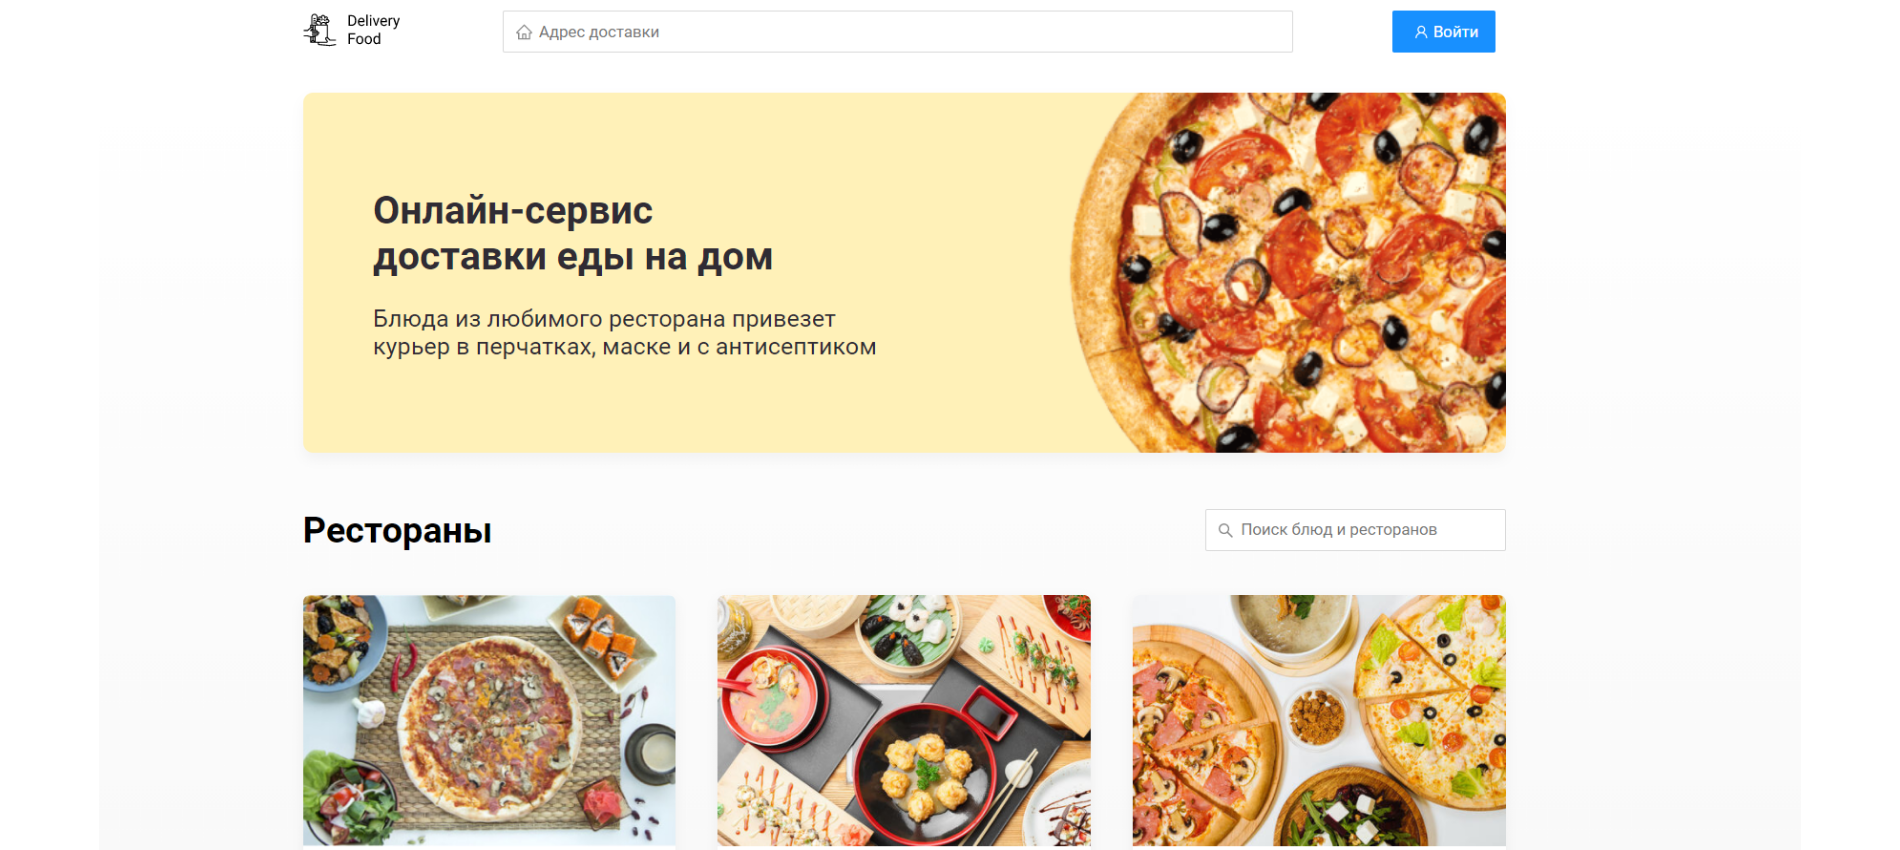 Delivery
Food
Адрес доставки
Войти
Онлайн-сервис
доставки еды на дом
Блюда из любимого ресторана привезет
курьер в перчатках, маске и с антисептиком
Рестораны
Поиск блюд и ресторанов